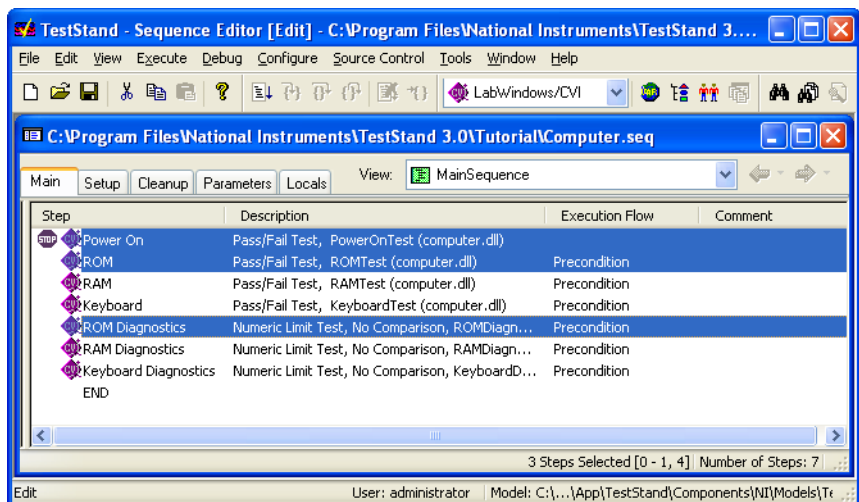 TestStand - Sequence Editor [Edit] - C:\Program Files\National Instruments\TestStand 3....
File Edit View Execute Debug Configure Source Control Tools Window Help
LabWindows/CVI
C:\Program Files\National Instruments\TestStand 3.0\Tutorial\Computer.seq
Main Setup Cleanup Parameters Locals View: MainSequence
Step Description Execution Flow Comment
STOP Power On Pass/Fail Test, PowerOnTest (computer.dll)
ROM Pass/Fail Test, ROMTest (computer.dll) Precondition
RAM Pass/Fail Test, RAMTest (computer.dll) Precondition
Keyboard Pass/Fail Test, KeyboardTest (computer.dll) Precondition
ROM Diagnostics Numeric Limit Test, No Comparison, ROMDiagn... Precondition
RAM Diagnostics Numeric Limit Test, No Comparison, RAMDiagn... Precondition
Keyboard Diagnostics Numeric Limit Test, No Comparison, KeyboardD... Precondition
END
3 Steps Selected [0 - 1, 4] Number of Steps: 7
Edit User: administrator Model: C:\...\App\TestStand\Components\NI\Models\Te